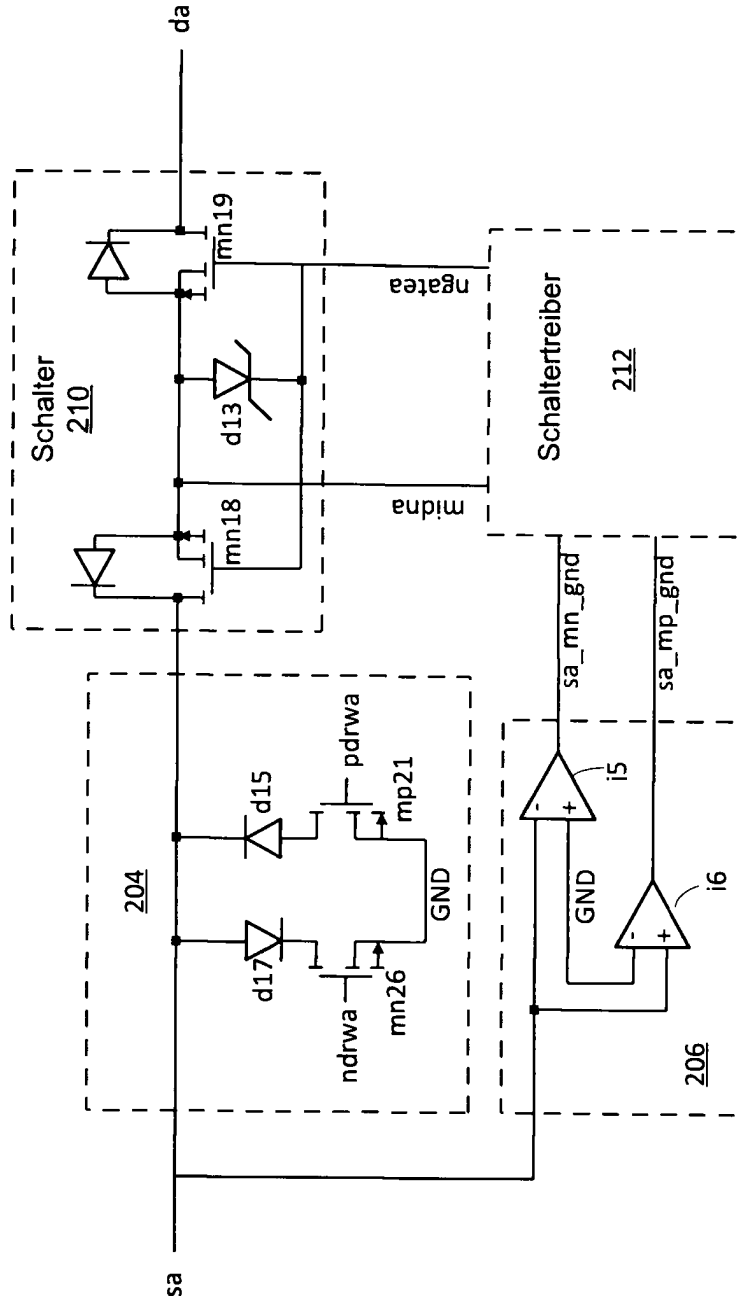 sa
da
Schalter
210
mn18
mn19
d13
204
d17
d15
ndrwa
mn26
pdrwa
mp21
GND
midna
ngatea
Schaltertreiber
212
sa_mn_gnd
sa_mp_gnd
206
GND
i5
i6
-
+
-
+